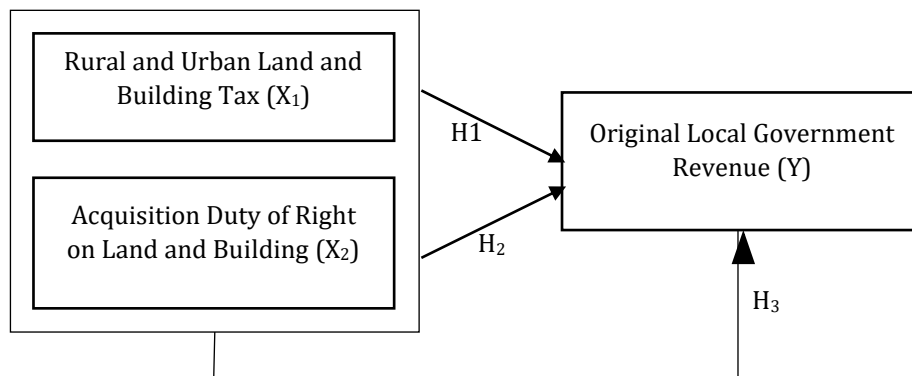 Rural and Urban Land and
Building Tax (X₁)
H1
Original Local Government
Revenue (Y)
Acquisition Duty of Right
on Land and Building (X₂)
H₂
H₃